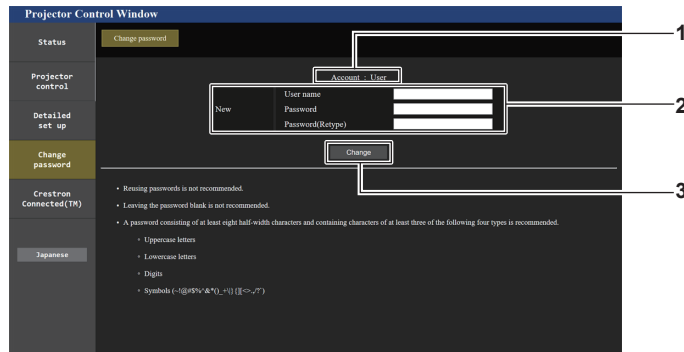 Projector Control Window
Status
Change password
1
Projector
control
Account : User
User name
2
New
Password
Password(Retype)
Detailed
set up
Change
password
Change
3
Crestron
Connected(TM)
• Reusing passwords is not recommended.
• Leaving the password blank is not recommended.
• A password consisting of at least eight half-width characters and containing characters of at least three of the following four types is recommended.
Uppercase letters
Lowercase letters
Digits
Symbols (~!@#$%^&*()_+\|}{][<>.,/?`)
Japanese